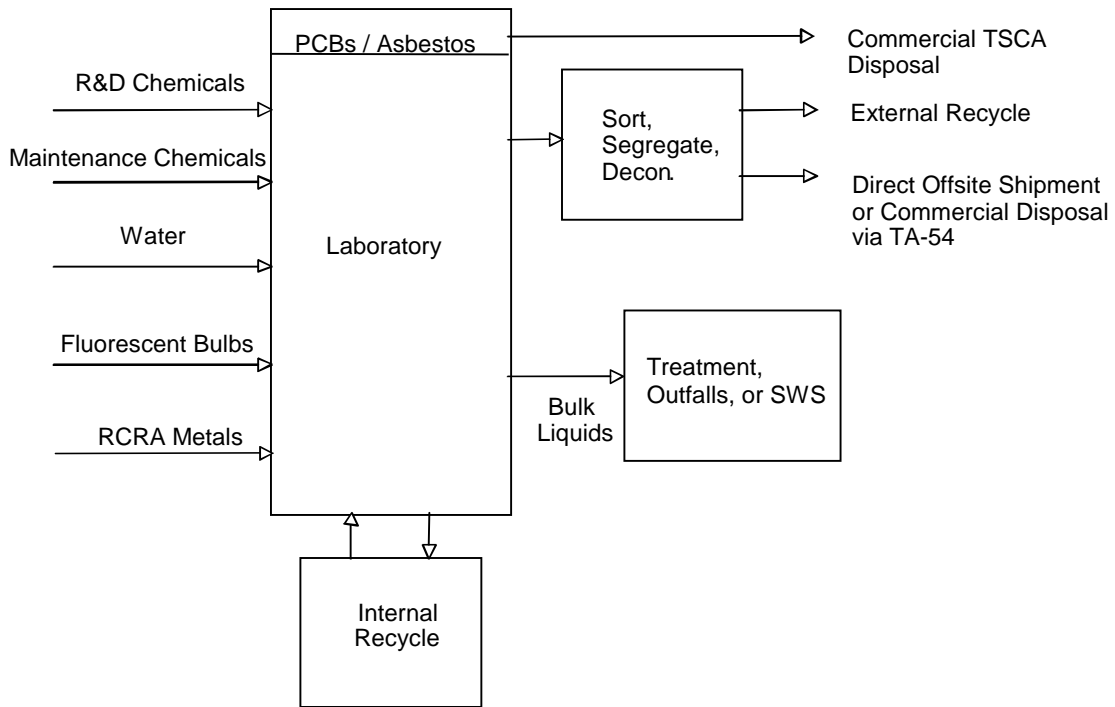 PCBs / Asbestos
Commercial TSCA
Disposal
R&D Chemicals
External Recycle
Sort,
Segregate,
Decon.
Maintenance Chemicals
Direct Offsite Shipment
or Commercial Disposal
via TA-54
Water
Laboratory
Fluorescent Bulbs
Treatment,
Outfalls, or SWS
Bulk
Liquids
RCRA Metals
Internal
Recycle